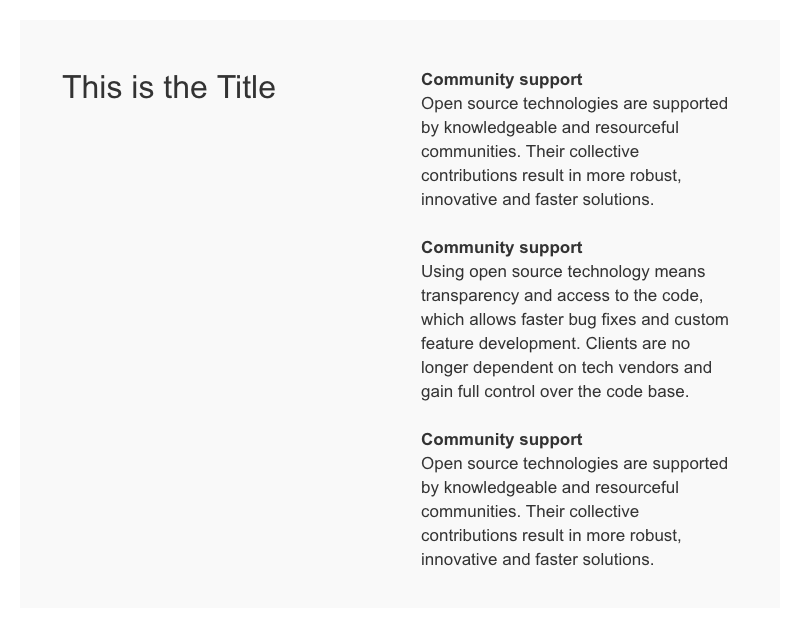 This is the Title
Community support
Open source technologies are supported
by knowledgeable and resourceful
communities. Their collective
contributions result in more robust,
innovative and faster solutions.
Community support
Using open source technology means
transparency and access to the code,
which allows faster bug fixes and custom
feature development. Clients are no
longer dependent on tech vendors and
gain full control over the code base.
Community support
Open source technologies are supported
by knowledgeable and resourceful
communities. Their collective
contributions result in more robust,
innovative and faster solutions.